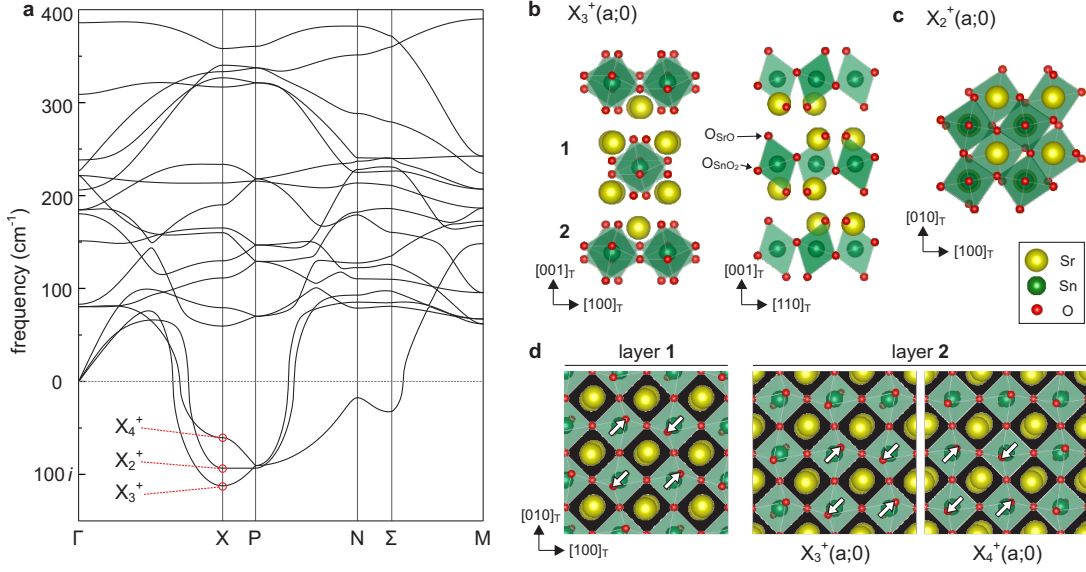 a
400
300
200
100
0
100 i
frequency (cm⁻¹)
X₄⁺
X₂⁺
X₃⁺
Γ X P N Σ M
b X₃⁺(a;0)
1
2
O_SrO
O_SnO₂
[001]_T
[100]_T
[001]_T
[110]_T
c X₂⁺(a;0)
[010]_T
[100]_T
Sr
Sn
O
d
layer 1
layer 2
[010]_T
[100]_T
X₃⁺(a;0)
X₄⁺(a;0)